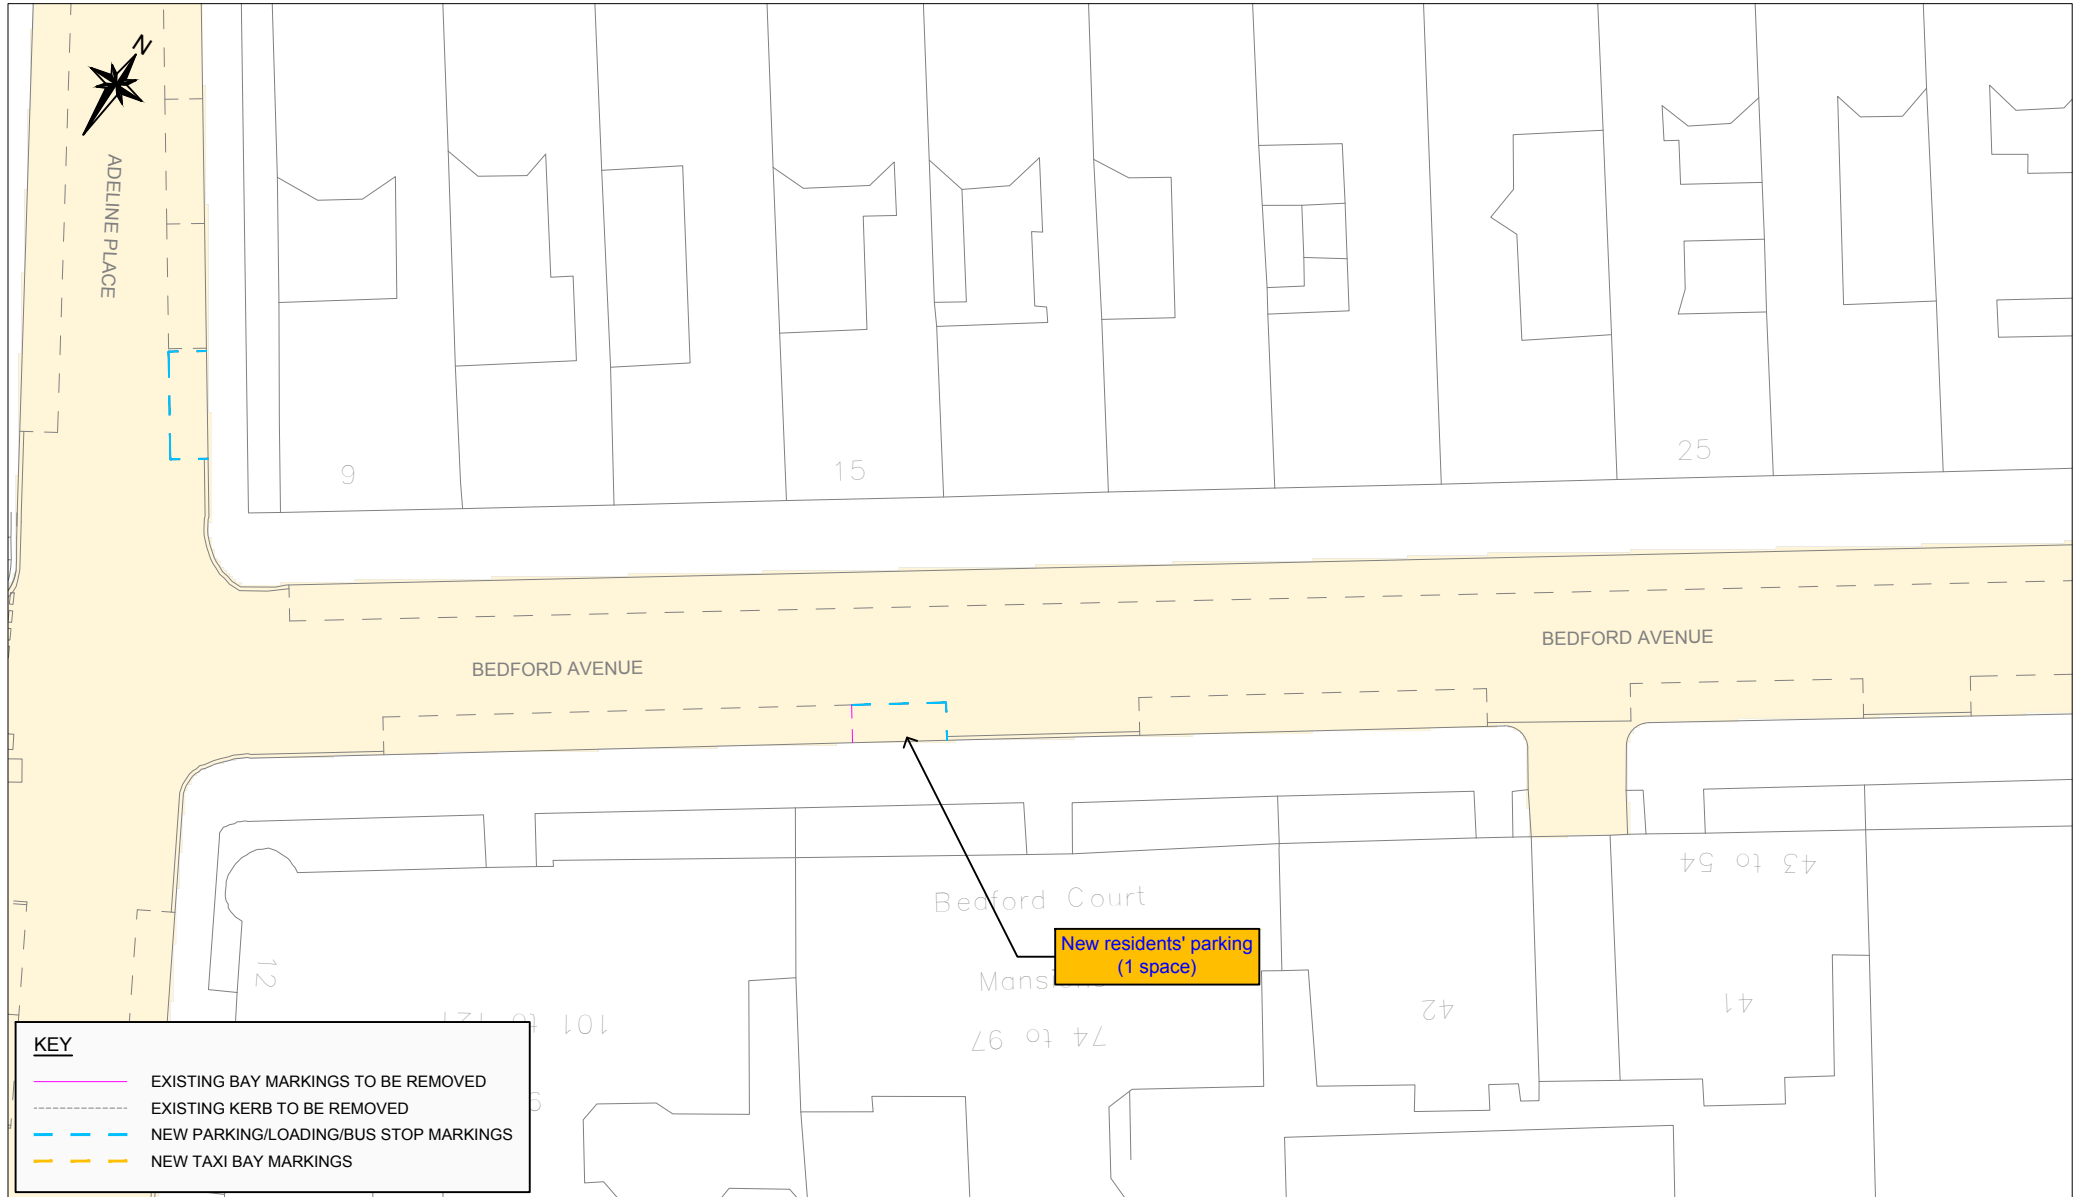 N
ADELINE PLACE
9
15
25
BEDFORD AVENUE
BEDFORD AVENUE
43 to 54
Bedford Court
New residents' parking
(1 space)
12
101 to 121
74 to 97
42
41
KEY
EXISTING BAY MARKINGS TO BE REMOVED
EXISTING KERB TO BE REMOVED
NEW PARKING/LOADING/BUS STOP MARKINGS
NEW TAXI BAY MARKINGS